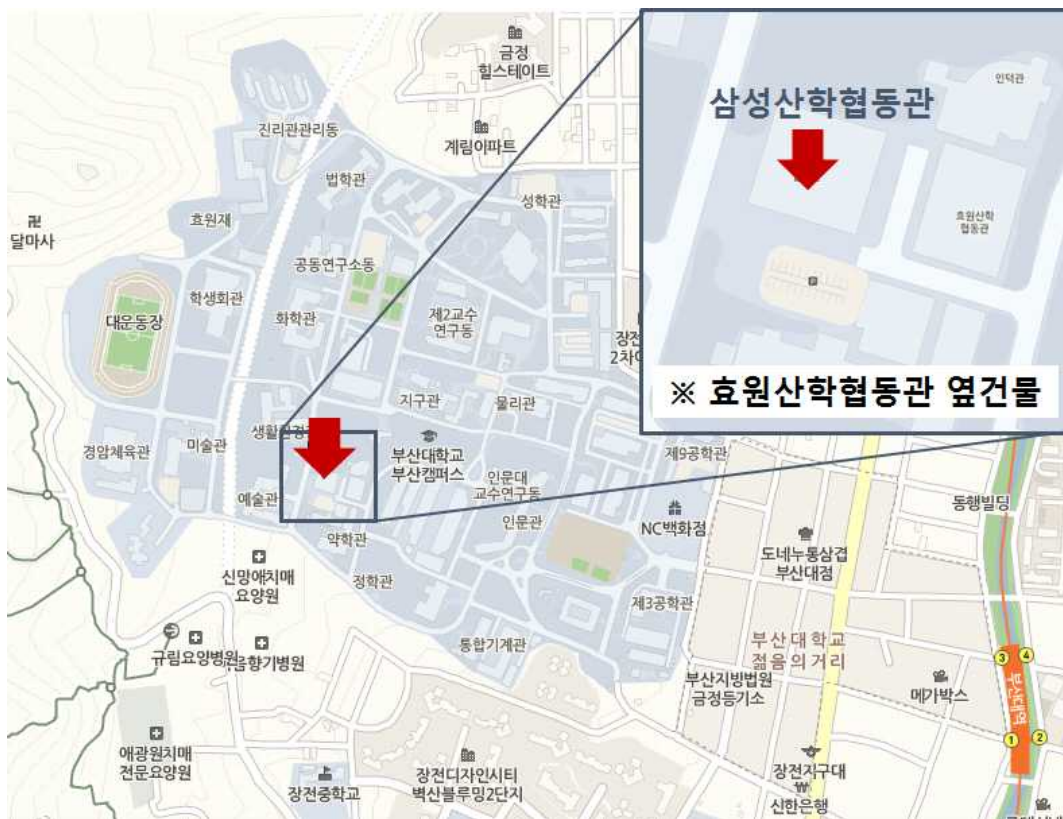 금정
힐스테이트
계림아파트
진리관관리동
법학관
성학관
효원재
달마사
공동연구소동
학생회관
대운동장
화학관
제2교수
연구동
장전
지구관
물리관
경암체육관
미술관
부산대학교
부산캠퍼스
인문대
교수연구동
제9공학관
예술관
인문관
NC백화점
동행빌딩
약학관
도네누통삼겹
부산대점
신망애치매
요양원
정학관
제3공학관
통합기계관
부산대학교
젊음의거리
규림요양병원
부산지방법원
금정등기소
메가박스
3
4
부산대역
1
2
애광원치매
전문요양원
장전중학교
장전디자인시티
벽산블루밍2단지
장전지구대
신한은행
인덕관
삼성산학협동관
효원산학
협동관
P
※ 효원산학협동관 옆건물